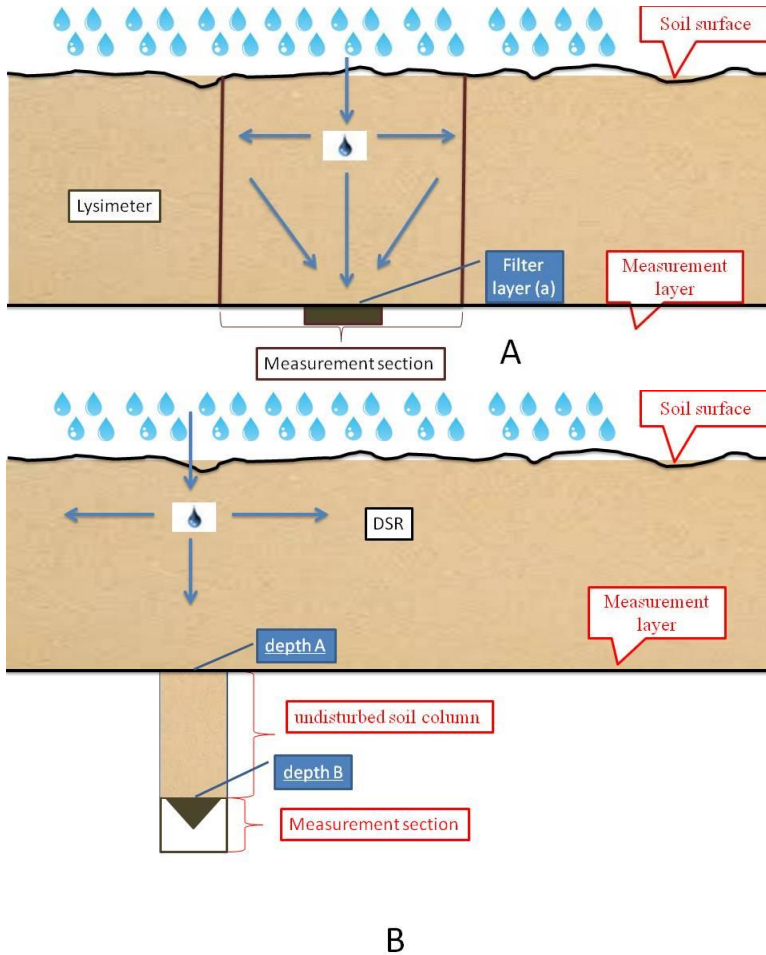 Soil surface
Lysimeter
Filter
layer (a)
Measurement
layer
Measurement section
A
Soil surface
DSR
Measurement
layer
depth A
undisturbed soil column
depth B
Measurement section
B